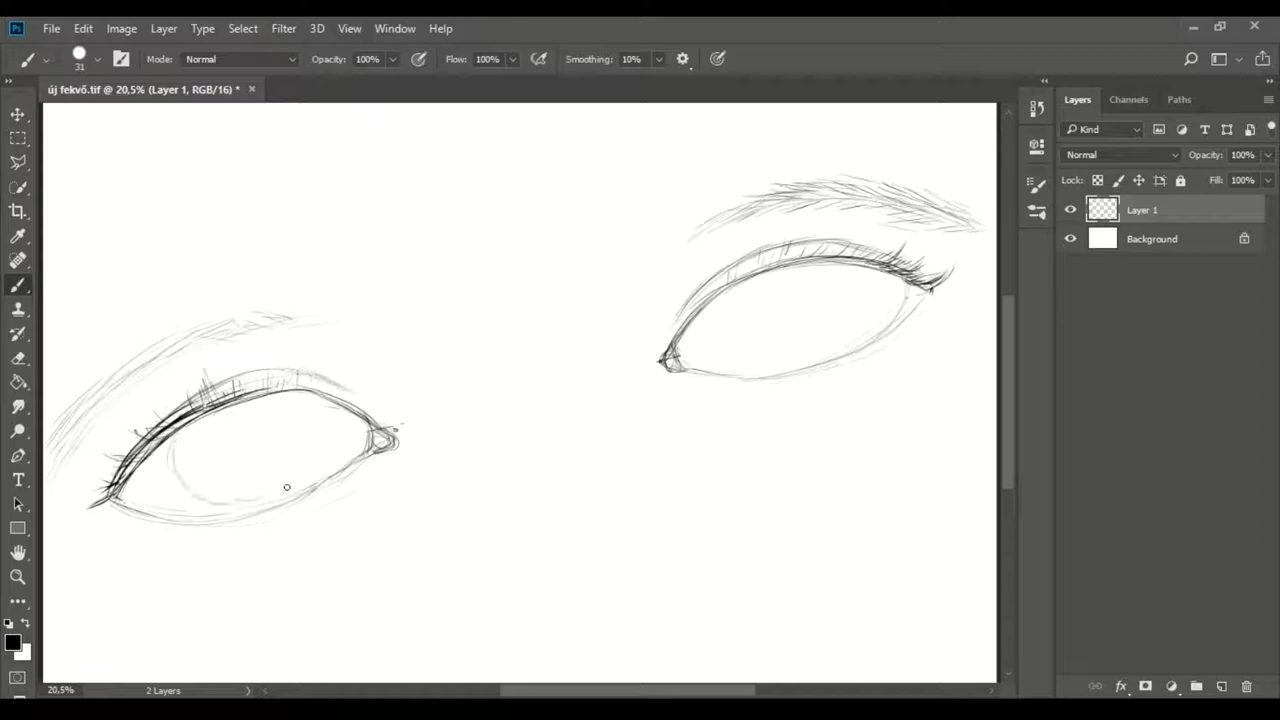 Ps File Edit Image Layer Type Select Filter 3D View Window Help
31 Mode: Normal Opacity: 100% Flow: 100% Smoothing: 10%
új fekvő.tif @ 20,5% (Layer 1, RGB/16) *
Layers Channels Paths
Kind
Normal Opacity: 100%
Lock: Fill: 100%
Layer 1
Background
T
fx
20,5% 2 Layers